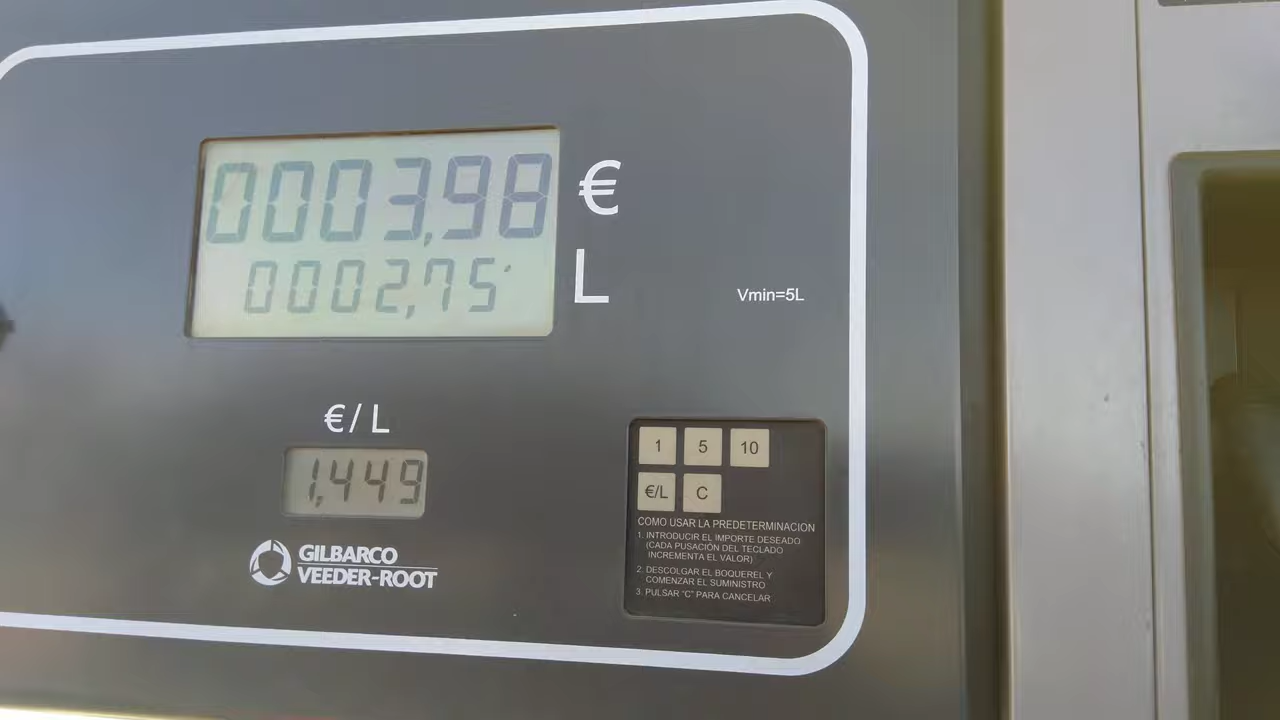 0003,98 €
0002,75 L
Vmin=5L
€/ L
1,449
GILBARCO
VEEDER-ROOT
1 5 10
€/L C
COMO USAR LA PREDETERMINACION
1. INTRODUCIR EL IMPORTE DESEADO
(CADA PUSACIÓN DEL TECLADO
INCREMENTA EL VALOR)
2. DESCOLGAR EL BOQUEREL Y
COMENZAR EL SUMINISTRO
3. PULSAR "C" PARA CANCELAR